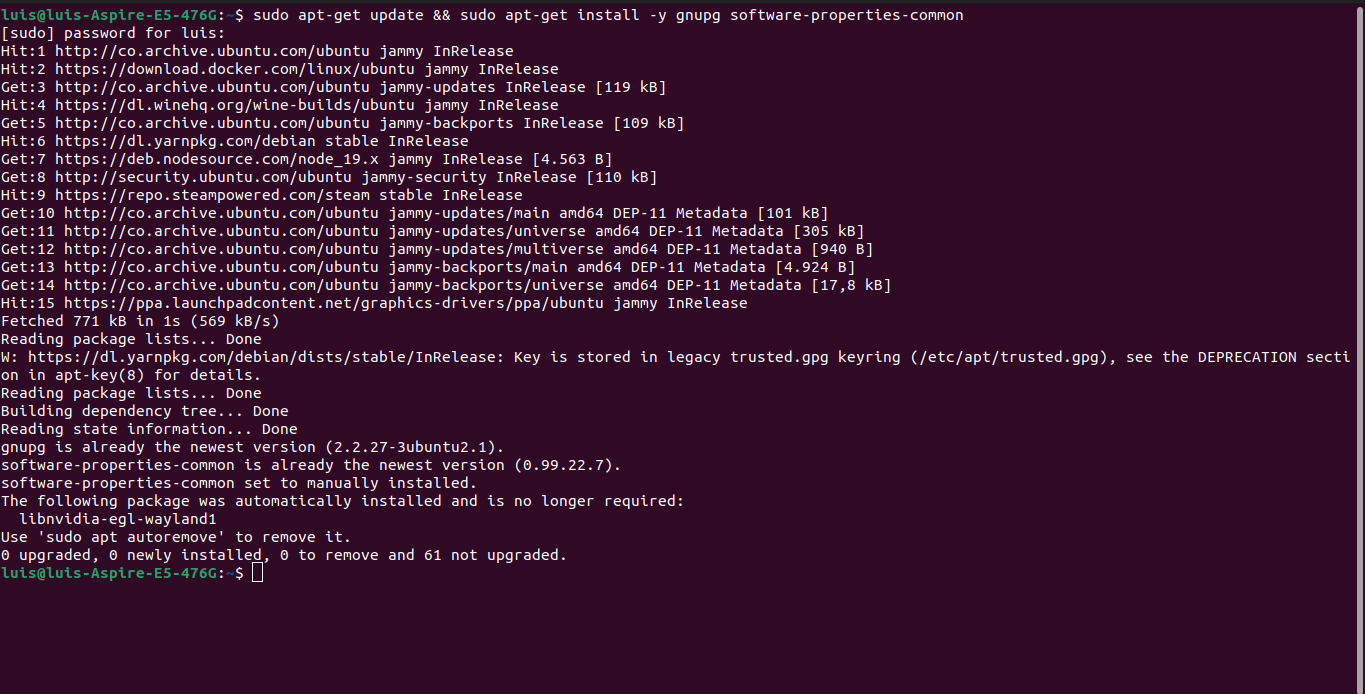 luis@luis-Aspire-E5-476G:~$ sudo apt-get update && sudo apt-get install -y gnupg software-properties-common
[sudo] password for luis:
Hit:1 http://co.archive.ubuntu.com/ubuntu jammy InRelease
Hit:2 https://download.docker.com/linux/ubuntu jammy InRelease
Get:3 http://co.archive.ubuntu.com/ubuntu jammy-updates InRelease [119 kB]
Hit:4 https://dl.winehq.org/wine-builds/ubuntu jammy InRelease
Get:5 http://co.archive.ubuntu.com/ubuntu jammy-backports InRelease [109 kB]
Hit:6 https://dl.yarnpkg.com/debian stable InRelease
Get:7 https://deb.nodesource.com/node_19.x jammy InRelease [4.563 B]
Get:8 http://security.ubuntu.com/ubuntu jammy-security InRelease [110 kB]
Hit:9 https://repo.steampowered.com/steam stable InRelease
Get:10 http://co.archive.ubuntu.com/ubuntu jammy-updates/main amd64 DEP-11 Metadata [101 kB]
Get:11 http://co.archive.ubuntu.com/ubuntu jammy-updates/universe amd64 DEP-11 Metadata [305 kB]
Get:12 http://co.archive.ubuntu.com/ubuntu jammy-updates/multiverse amd64 DEP-11 Metadata [940 B]
Get:13 http://co.archive.ubuntu.com/ubuntu jammy-backports/main amd64 DEP-11 Metadata [4.924 B]
Get:14 http://co.archive.ubuntu.com/ubuntu jammy-backports/universe amd64 DEP-11 Metadata [17,8 kB]
Hit:15 https://ppa.launchpadcontent.net/graphics-drivers/ppa/ubuntu jammy InRelease
Fetched 771 kB in 1s (569 kB/s)
Reading package lists... Done
W: https://dl.yarnpkg.com/debian/dists/stable/InRelease: Key is stored in legacy trusted.gpg keyring (/etc/apt/trusted.gpg), see the DEPRECATION secti
on in apt-key(8) for details.
Reading package lists... Done
Building dependency tree... Done
Reading state information... Done
gnupg is already the newest version (2.2.27-3ubuntu2.1).
software-properties-common is already the newest version (0.99.22.7).
software-properties-common set to manually installed.
The following package was automatically installed and is no longer required:
  libnvidia-egl-wayland1
Use 'sudo apt autoremove' to remove it.
0 upgraded, 0 newly installed, 0 to remove and 61 not upgraded.
luis@luis-Aspire-E5-476G:~$